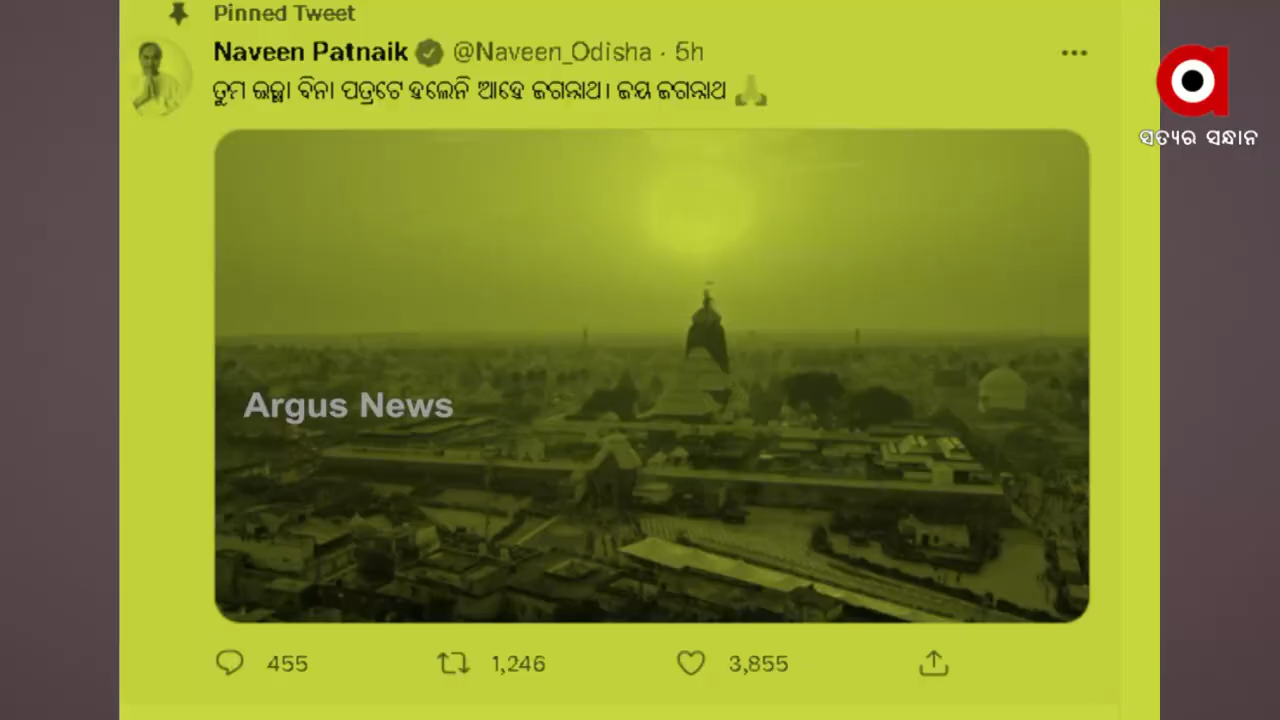 Pinned Tweet
Naveen Patnaik @Naveen_Odisha · 5h
ତୁମ ଇଚ୍ଛା ବିନା ପତ୍ରଟେ ହଲେନି ଆହେ ଜଗନ୍ନାଥ। ଜୟ ଜଗନ୍ନାଥ 🙏
ସତ୍ୟର ସନ୍ଧାନ
Argus News
455 1,246 3,855